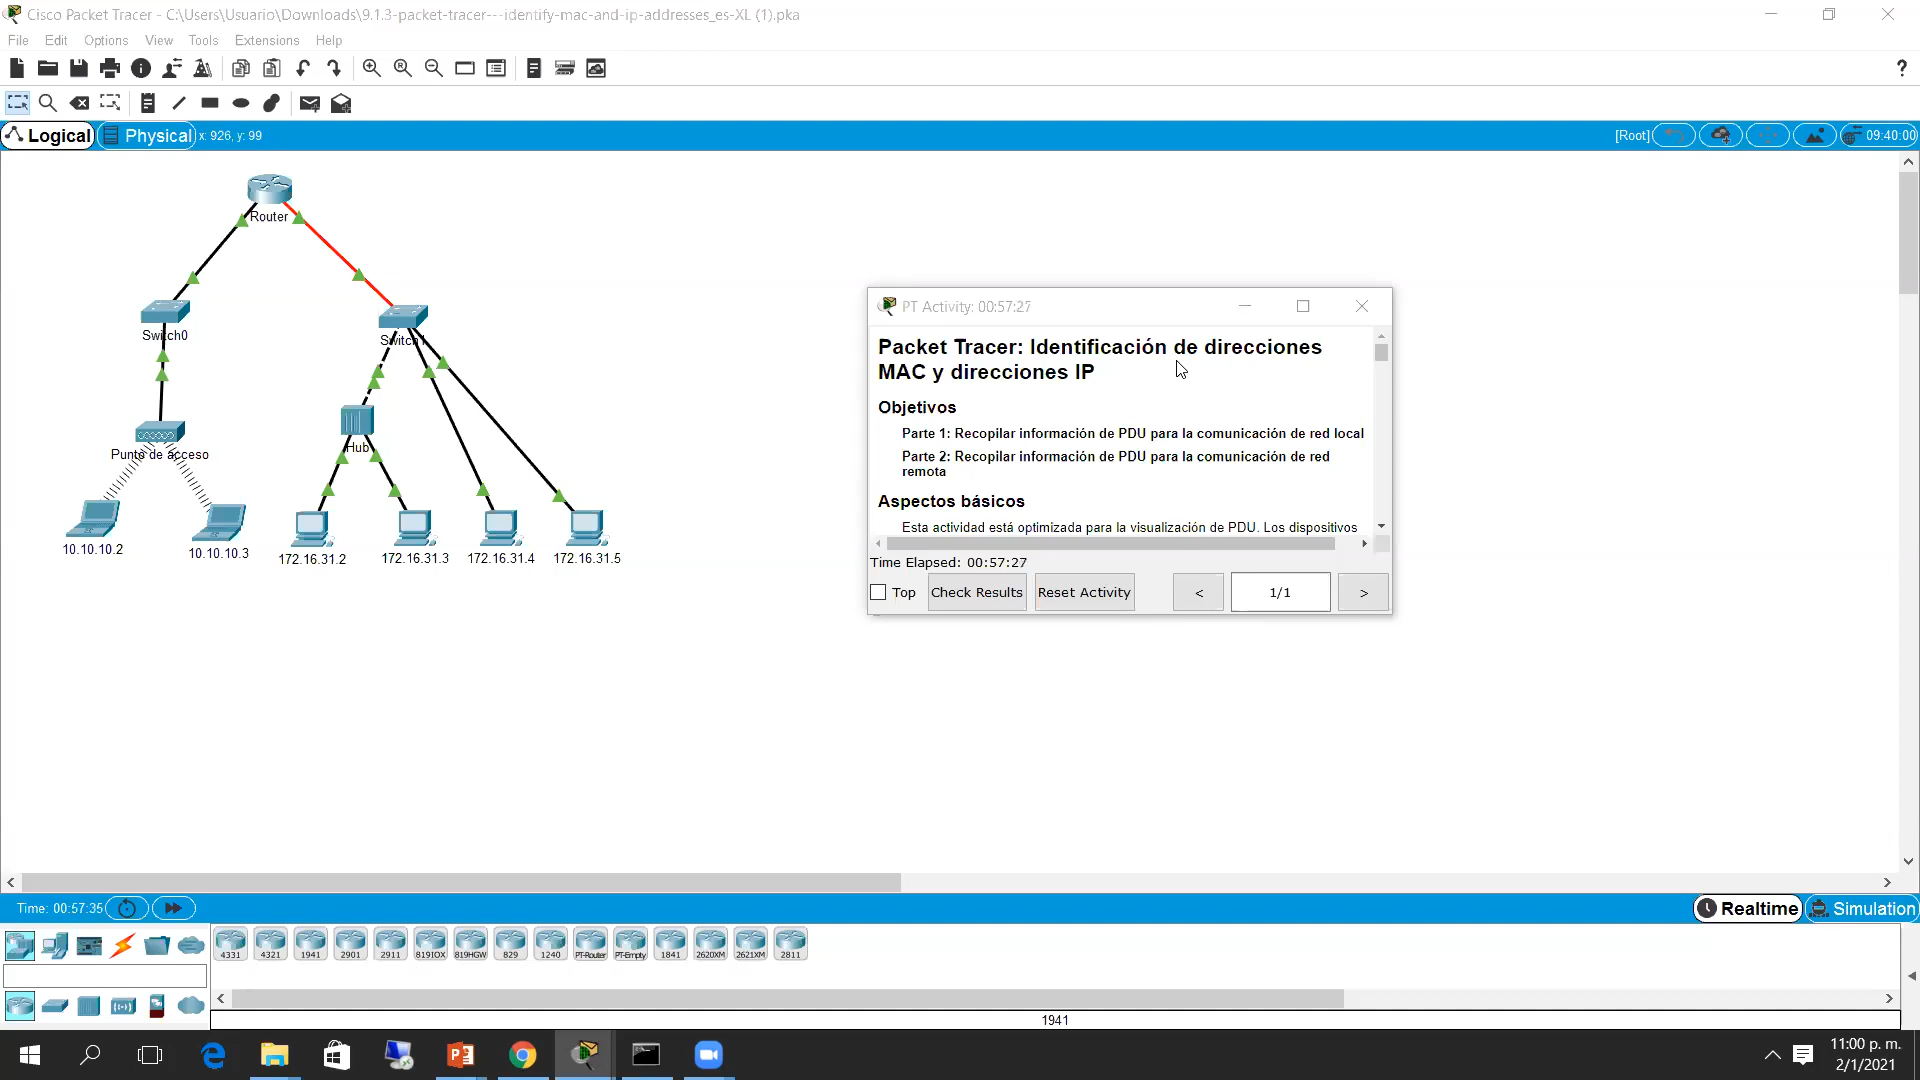 Cisco Packet Tracer - C:\Users\Usuario\Downloads\9.1.3-packet-tracer---identify-mac-and-ip-addresses_es-XL (1).pka
File Edit Options View Tools Extensions Help
?
Logical Physical x: 926, y: 99 [Root] 09:40:00
Router
Switch0
Switch1
Punto de acceso
Hub
10.10.10.2
10.10.10.3
172.16.31.2
172.16.31.3
172.16.31.4
172.16.31.5
PT Activity: 00:57:27
Packet Tracer: Identificación de direcciones
MAC y direcciones IP
Objetivos
Parte 1: Recopilar información de PDU para la comunicación de red local
Parte 2: Recopilar información de PDU para la comunicación de red
remota
Aspectos básicos
Esta actividad está optimizada para la visualización de PDU. Los dispositivos
Time Elapsed: 00:57:27
Top Check Results Reset Activity < 1/1 >
Time: 00:57:35 Realtime Simulation
4331 4321 1941 2901 2911 819IOX 819HGW 829 1240 PT-Router PT-Empty 1841 2620XM 2621XM 2811
1941
11:00 p. m.
2/1/2021